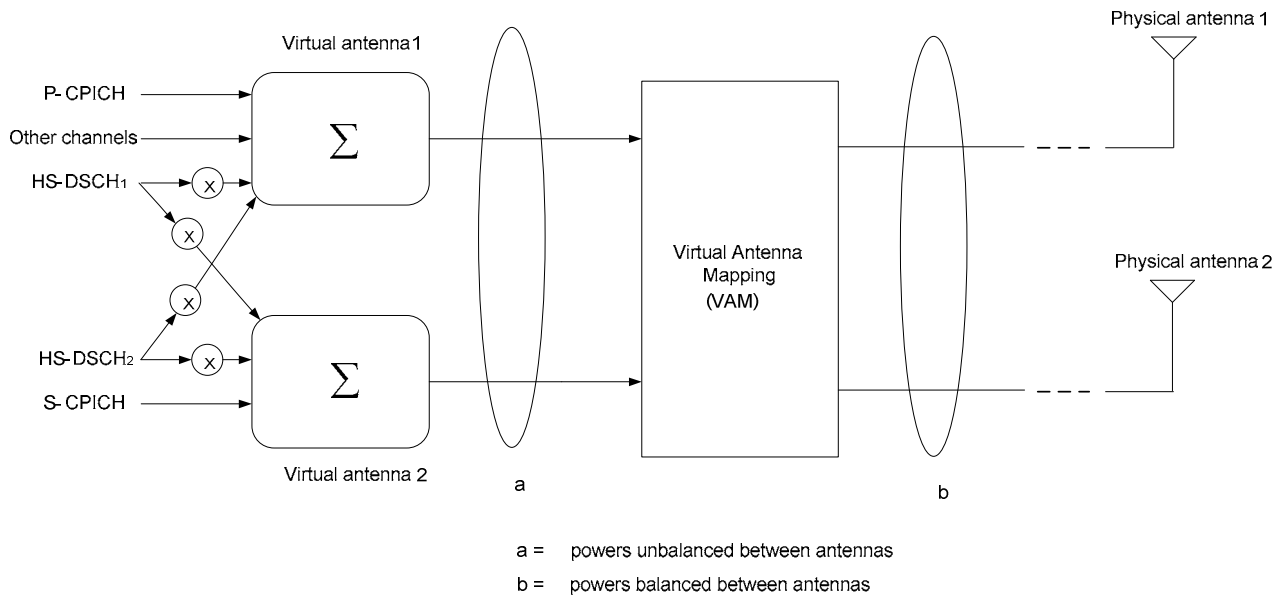 Physical antenna 1
Virtual antenna 1
P- CPICH
Other channels
HS-DSCH1
X
X
Σ
Virtual Antenna
Mapping
(VAM)
Physical antenna 2
X
HS-DSCH2
X
S- CPICH
Σ
Virtual antenna 2
a
b
a = powers unbalanced between antennas
b = powers balanced between antennas